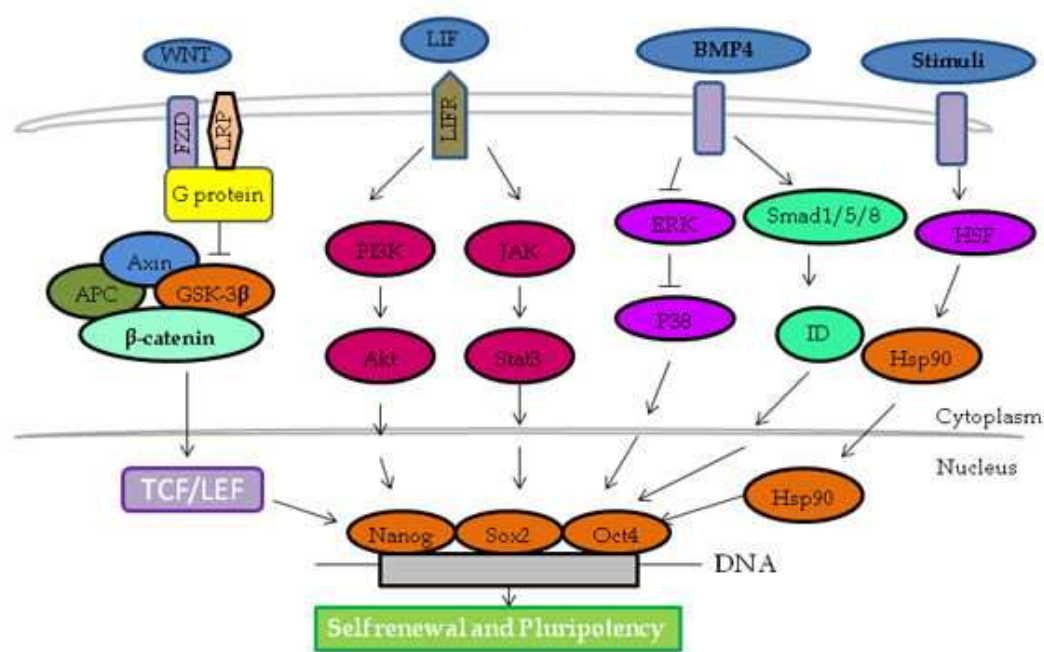 WNT
LIF
BMP4
Stimuli
FZD
LRP
LIFR
G protein
PI3K
JAK
ERK
Smad1/5/8
HSF
Axin
APC
GSK-3β
β-catenin
P38
ID
Akt
Stat3
Hsp90
Cytoplasm
Nucleus
TCF/LEF
Hsp90
Nanog
Sox2
Oct4
DNA
Selfrenewal and Pluripotency